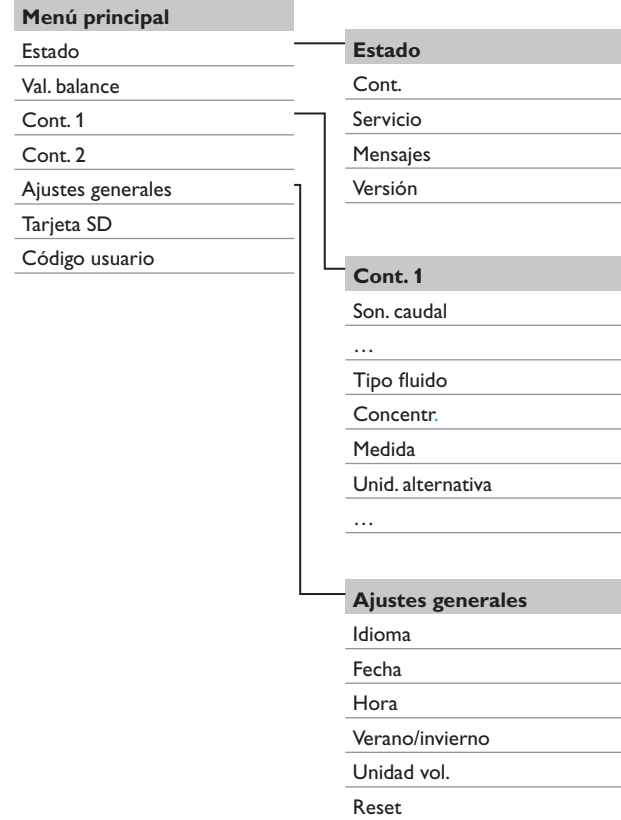 Menú principal
Estado
Val. balance
Cont. 1
Cont. 2
Ajustes generales
Tarjeta SD
Código usuario
Estado
Cont.
Servicio
Mensajes
Versión
Cont. 1
Son. caudal
…
Tipo fluido
Concentr.
Medida
Unid. alternativa
…
Ajustes generales
Idioma
Fecha
Hora
Verano/invierno
Unidad vol.
Reset